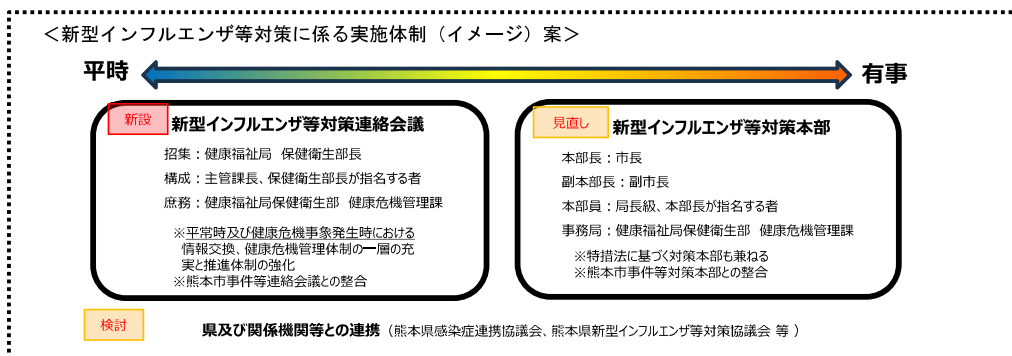 ＜新型インフルエンザ等対策に係る実施体制（イメージ）案＞
平時
有事
新設
新型インフルエンザ等対策連絡会議
招集：健康福祉局　保健衛生部長
構成：主管課長、保健衛生部長が指名する者
庶務：健康福祉局保健衛生部　健康危機管理課
※平常時及び健康危機事象発生時における
情報交換、健康危機管理体制の一層の充
実と推進体制の強化
※熊本市事件等連絡会議との整合
見直し
新型インフルエンザ等対策本部
本部長：市長
副本部長：副市長
本部員：局長級、本部長が指名する者
事務局：健康福祉局保健衛生部　健康危機管理課
※特措法に基づく対策本部も兼ねる
※熊本市事件等対策本部との整合
検討
県及び関係機関等との連携（熊本県感染症連携協議会、熊本県新型インフルエンザ等対策協議会 等 ）